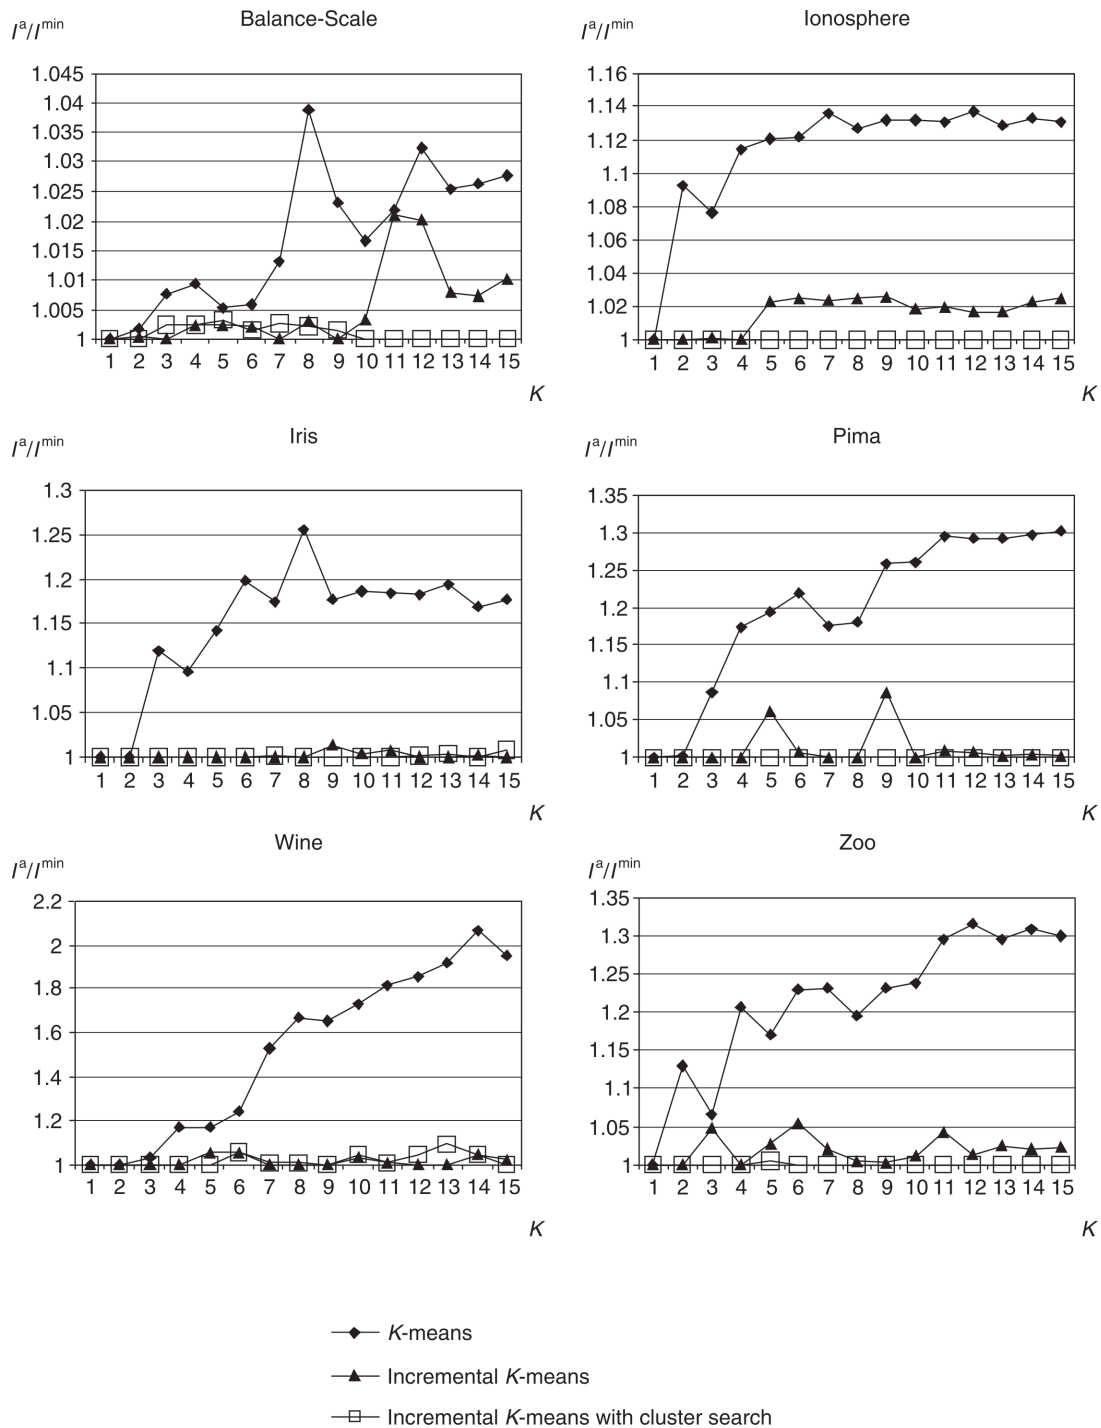 Balance-Scale
Iᵃ/Iᵐⁱⁿ
1.045
1.04
1.035
1.03
1.025
1.02
1.015
1.01
1.005
1
1 2 3 4 5 6 7 8 9 10 11 12 13 14 15
K
Ionosphere
Iᵃ/Iᵐⁱⁿ
1.16
1.14
1.12
1.1
1.08
1.06
1.04
1.02
1
1 2 3 4 5 6 7 8 9 10 11 12 13 14 15
K
Iris
Iᵃ/Iᵐⁱⁿ
1.3
1.25
1.2
1.15
1.1
1.05
1
1 2 3 4 5 6 7 8 9 10 11 12 13 14 15
K
Pima
Iᵃ/Iᵐⁱⁿ
1.35
1.3
1.25
1.2
1.15
1.1
1.05
1
1 2 3 4 5 6 7 8 9 10 11 12 13 14 15
K
Wine
Iᵃ/Iᵐⁱⁿ
2.2
2
1.8
1.6
1.4
1.2
1
1 2 3 4 5 6 7 8 9 10 11 12 13 14 15
K
Zoo
Iᵃ/Iᵐⁱⁿ
1.35
1.3
1.25
1.2
1.15
1.1
1.05
1
1 2 3 4 5 6 7 8 9 10 11 12 13 14 15
K
K-means
Incremental K-means
Incremental K-means with cluster search